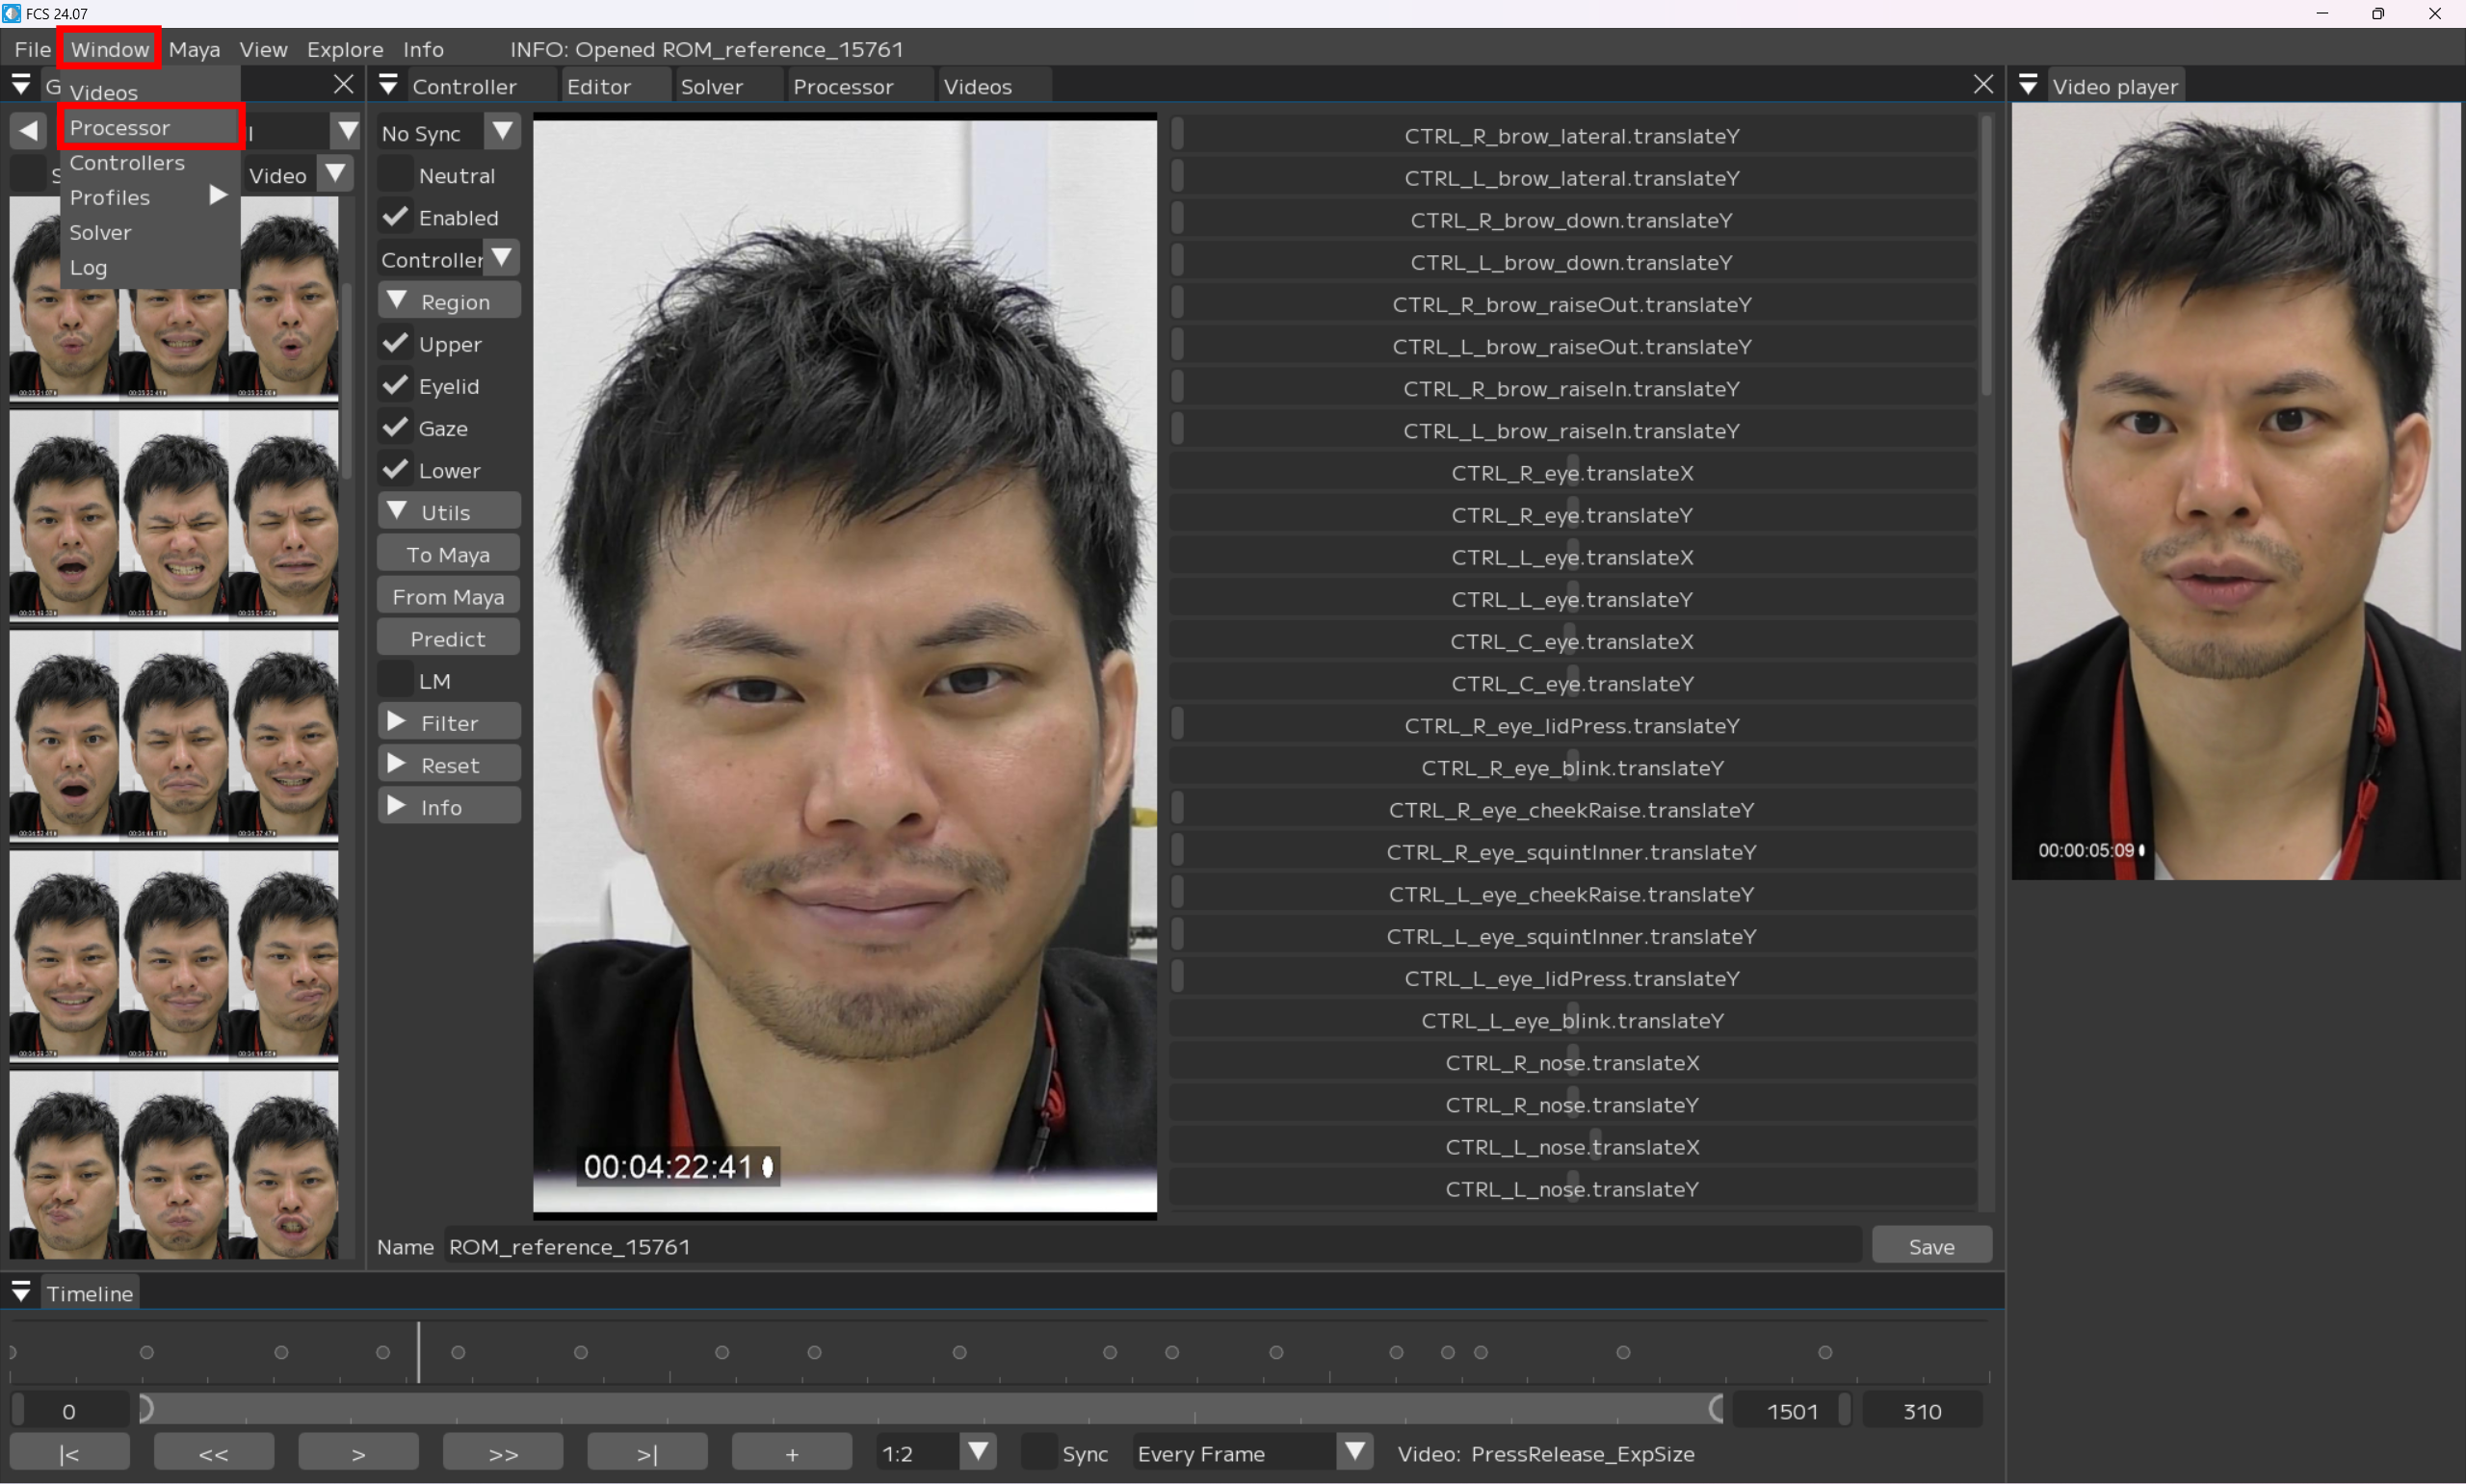 FCS 24.07
File Window Maya View Explore Info INFO: Opened ROM_reference_15761
G
Videos
Processor
Controllers
Profiles
Solver
Log
Video
Controller Editor Solver Processor Videos
Video player
No Sync
Neutral
Enabled
Controller
Region
Upper
Eyelid
Gaze
Lower
Utils
To Maya
From Maya
Predict
LM
Filter
Reset
Info
00:04:22:41
CTRL_R_brow_lateral.translateY
CTRL_L_brow_lateral.translateY
CTRL_R_brow_down.translateY
CTRL_L_brow_down.translateY
CTRL_R_brow_raiseOut.translateY
CTRL_L_brow_raiseOut.translateY
CTRL_R_brow_raiseIn.translateY
CTRL_L_brow_raiseIn.translateY
CTRL_R_eye.translateX
CTRL_R_eye.translateY
CTRL_L_eye.translateX
CTRL_L_eye.translateY
CTRL_C_eye.translateX
CTRL_C_eye.translateY
CTRL_R_eye_lidPress.translateY
CTRL_R_eye_blink.translateY
CTRL_R_eye_cheekRaise.translateY
CTRL_R_eye_squintInner.translateY
CTRL_L_eye_cheekRaise.translateY
CTRL_L_eye_squintInner.translateY
CTRL_L_eye_lidPress.translateY
CTRL_L_eye_blink.translateY
CTRL_R_nose.translateX
CTRL_R_nose.translateY
CTRL_L_nose.translateX
CTRL_L_nose.translateY
00:00:05:09
Name ROM_reference_15761 Save
Timeline
0 1501 310
|< << > >> >| + 1:2 Sync Every Frame Video: PressRelease_ExpSize